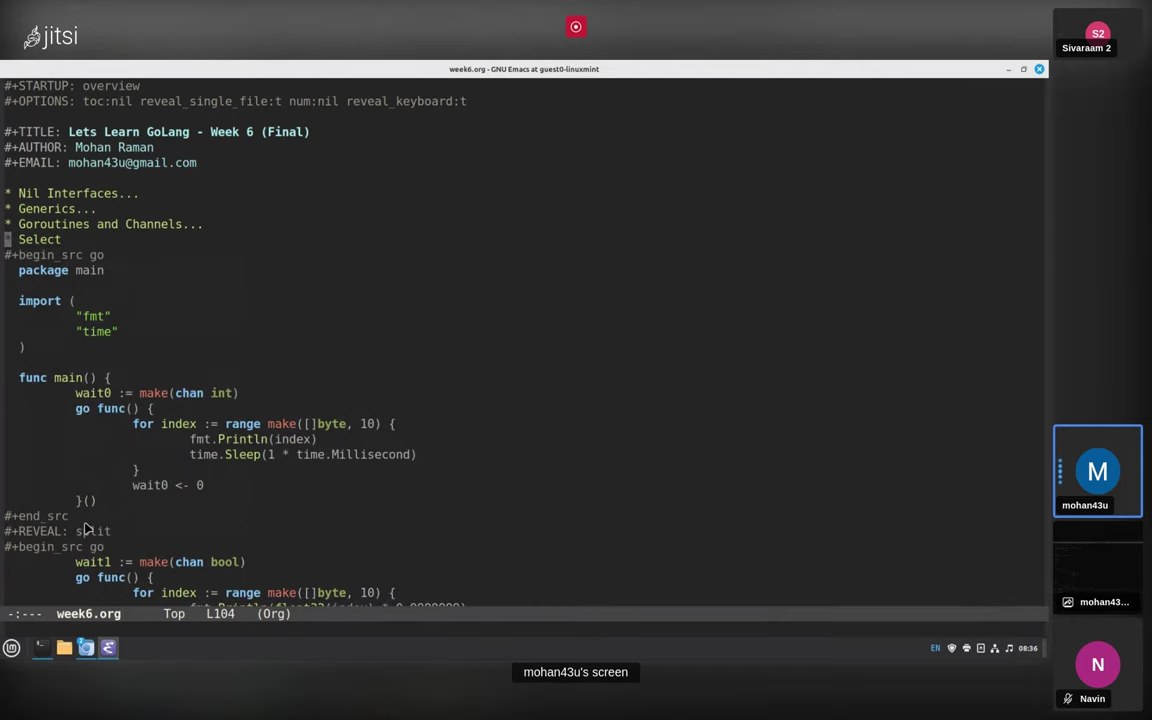 jitsi
S2
Sivaraam 2
week6.org - GNU Emacs at guest0-linuxmint
#+STARTUP: overview
#+OPTIONS: toc:nil reveal_single_file:t num:nil reveal_keyboard:t
#+TITLE: Lets Learn GoLang - Week 6 (Final)
#+AUTHOR: Mohan Raman
#+EMAIL: mohan43u@gmail.com
* Nil Interfaces...
* Generics...
* Goroutines and Channels...
* Select
#+begin_src go
package main
import (
"fmt"
"time"
)
func main() {
wait0 := make(chan int)
go func() {
for index := range make([]byte, 10) {
fmt.Println(index)
time.Sleep(1 * time.Millisecond)
}
wait0 <- 0
}()
#+end_src
#+REVEAL: split
#+begin_src go
wait1 := make(chan bool)
go func() {
for index := range make([]byte, 10) {
-:--- week6.org Top L104 (Org)
EN
08:36
mohan43u's screen
M
mohan43u
mohan43...
N
Navin